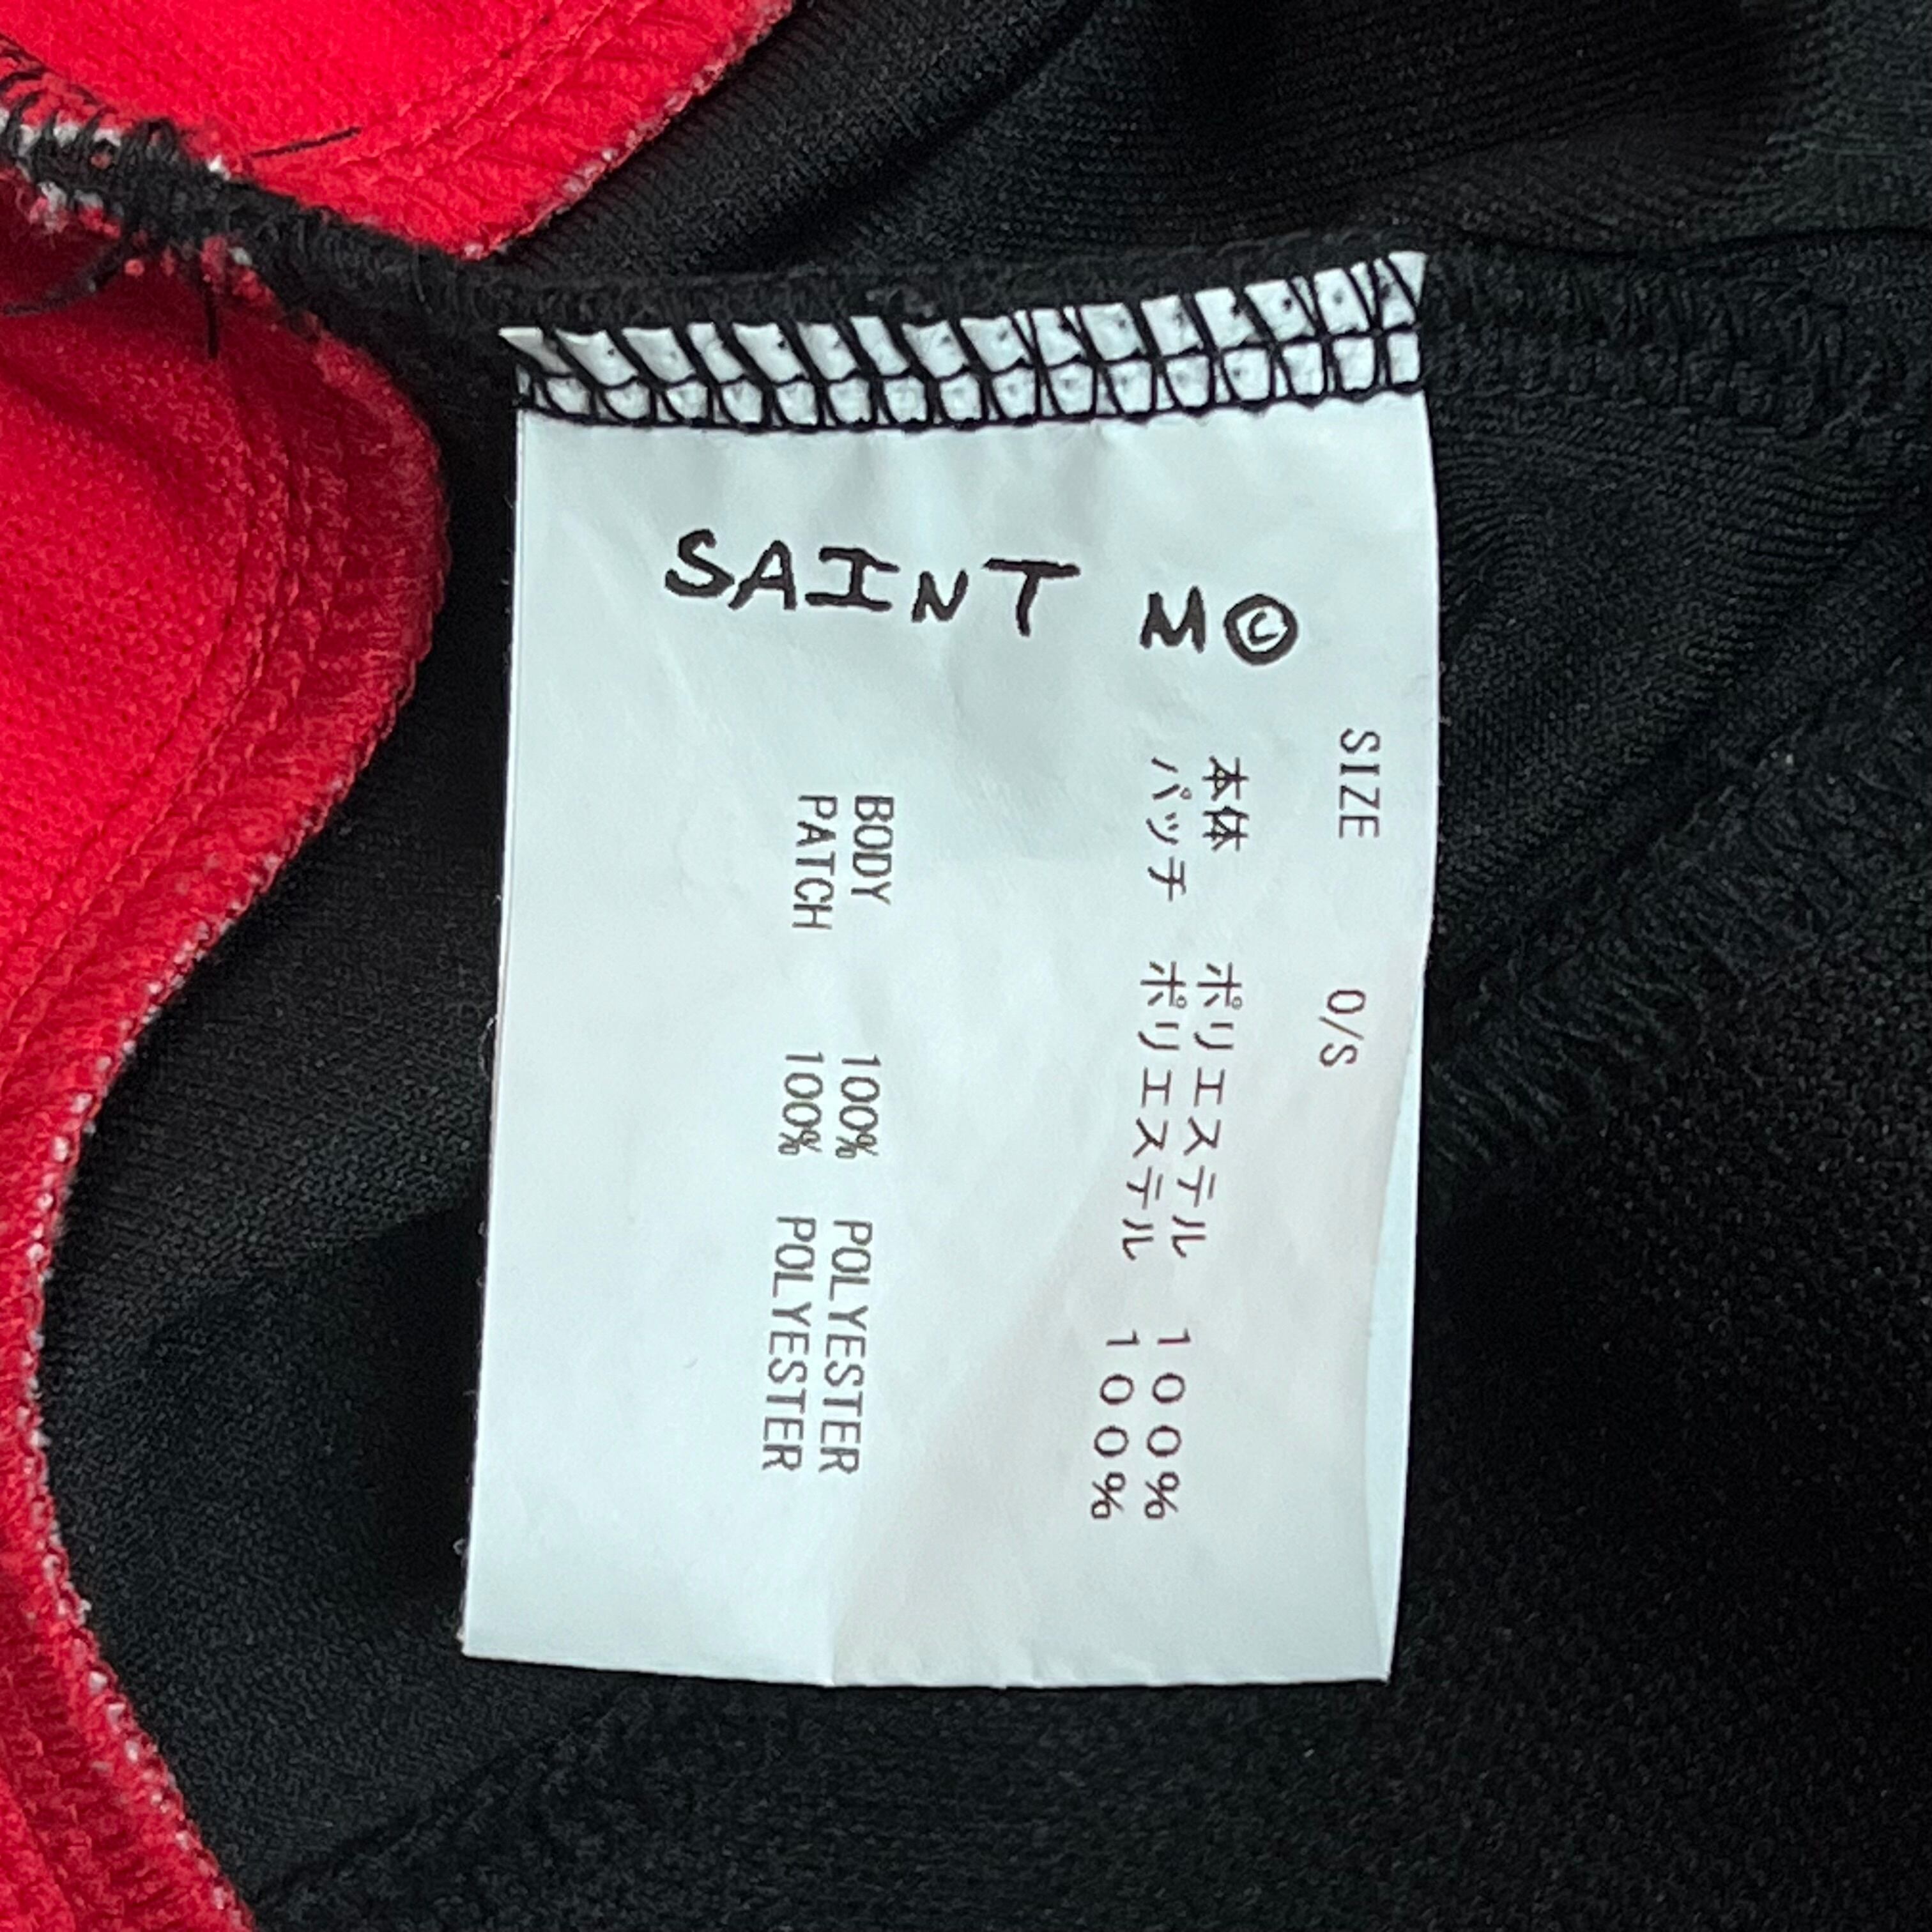 SAINT M©
SIZE O/S
本体 ポリエステル 100%
パッチ ポリエステル 100%
BODY 100% POLYESTER
PATCH 100% POLYESTER